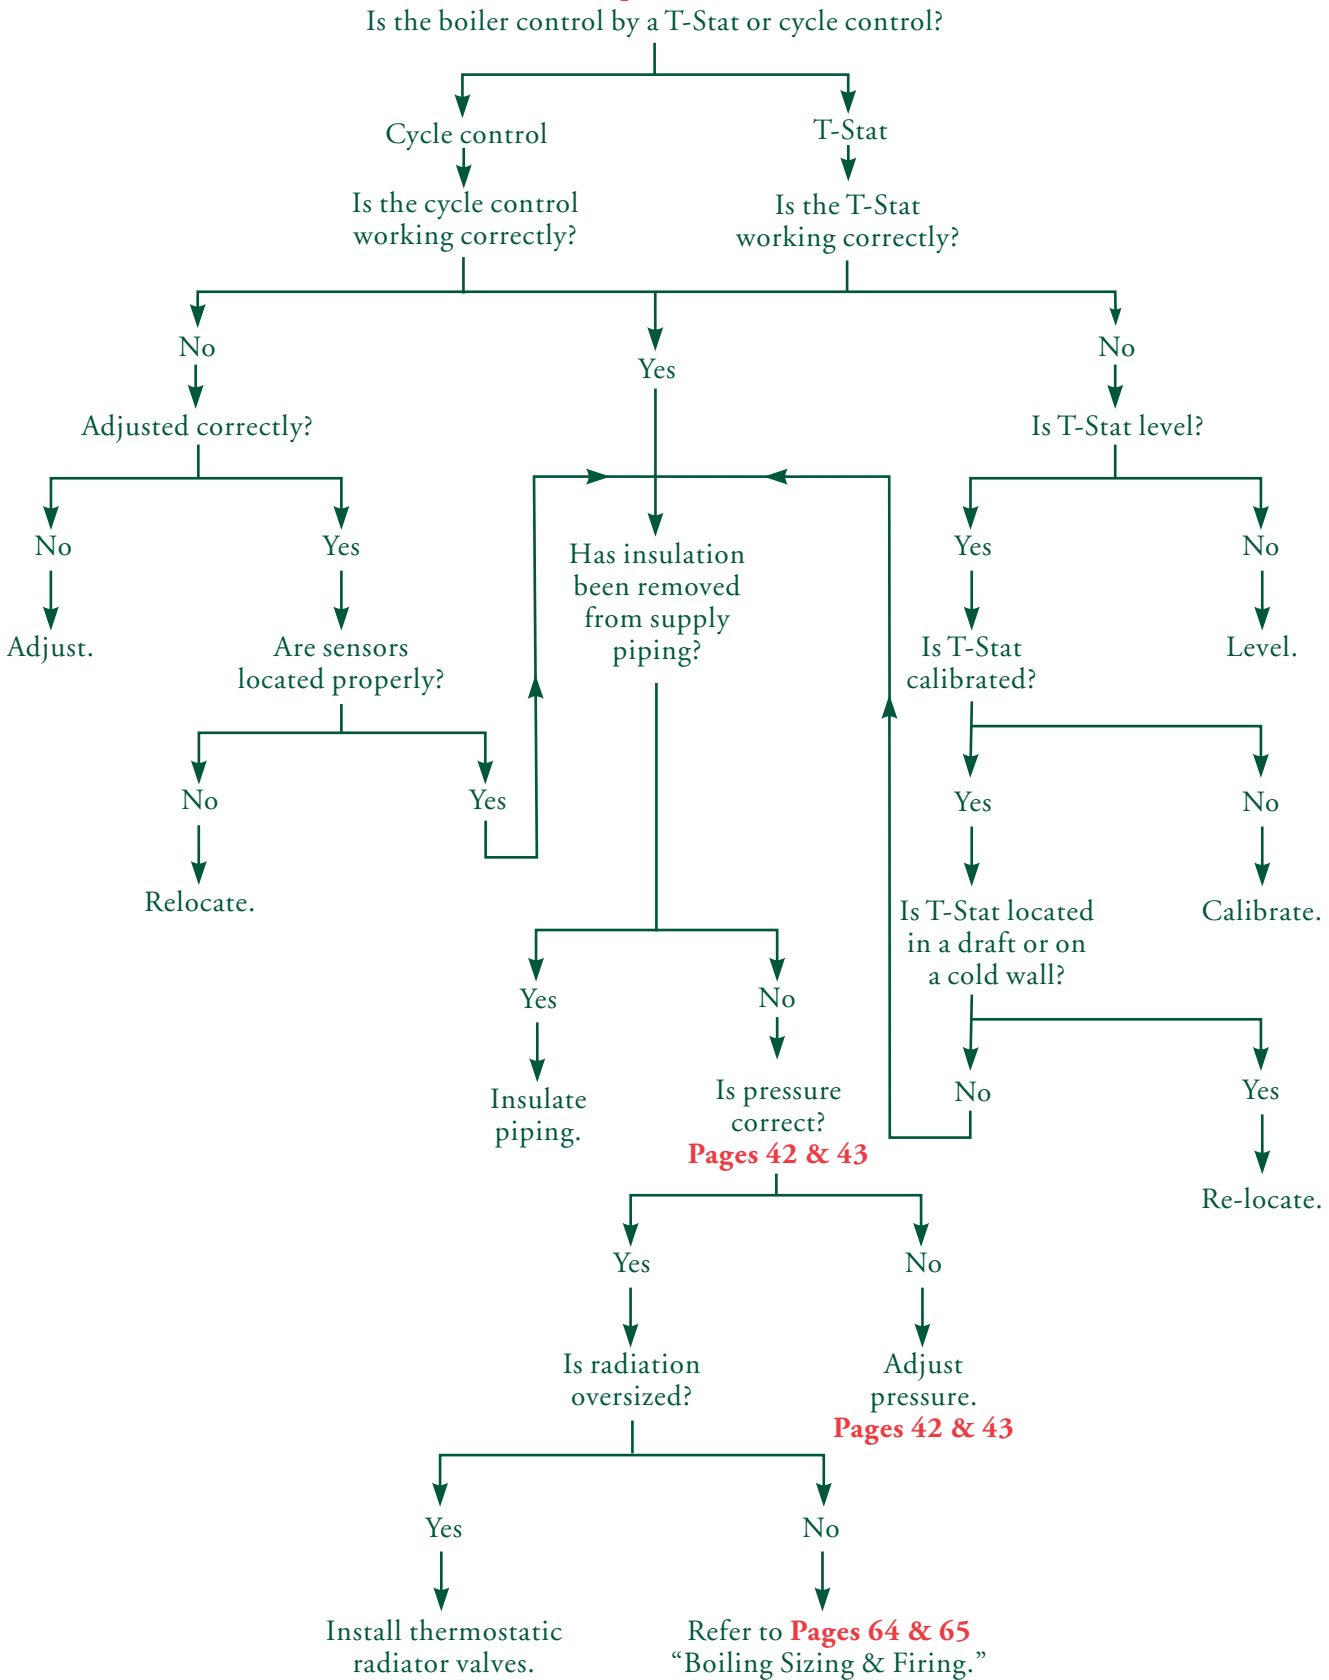 Is the boiler control by a T-Stat or cycle control?
Cycle control
T-Stat
Is the cycle control
working correctly?
Is the T-Stat
working correctly?
No
Yes
No
Adjusted correctly?
Is T-Stat level?
No
Yes
Has insulation
been removed
from supply
piping?
Yes
No
Adjust.
Are sensors
located properly?
Is T-Stat
calibrated?
Level.
No
Yes
Yes
No
Relocate.
Is T-Stat located
in a draft or on
a cold wall?
Calibrate.
Yes
No
No
Yes
Insulate
piping.
Is pressure
correct?
Pages 42 & 43
Re-locate.
Yes
No
Is radiation
oversized?
Adjust
pressure.
Pages 42 & 43
Yes
No
Install thermostatic
radiator valves.
Refer to Pages 64 & 65
“Boiling Sizing & Firing.”